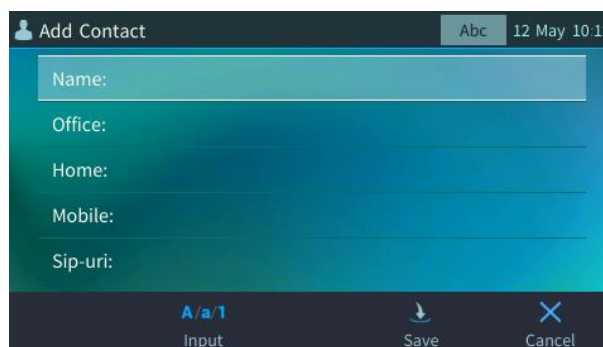 Add Contact Abc 12 May 10:1
Name:
Office:
Home:
Mobile:
Sip-uri:
A/a/1
Input Save Cancel